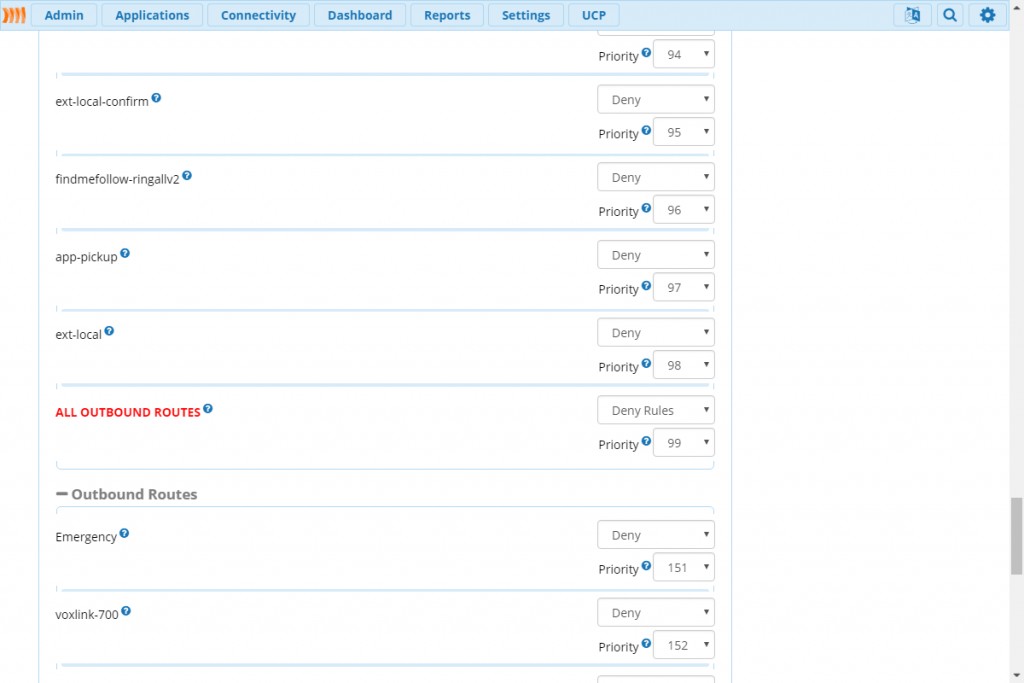 Admin Applications Connectivity Dashboard Reports Settings UCP
Priority ? 94
ext-local-confirm ? Deny
Priority ? 95
findmefollow-ringallv2 ? Deny
Priority ? 96
app-pickup ? Deny
Priority ? 97
ext-local ? Deny
Priority ? 98
ALL OUTBOUND ROUTES ? Deny Rules
Priority ? 99
Outbound Routes
Emergency ? Deny
Priority ? 151
voxlink-700 ? Deny
Priority ? 152